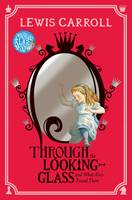 LEWIS CARROLL
THROUGH the
LOOKING-
GLASS
and What Alice
Found There